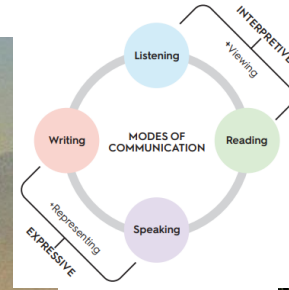 INTERPRETIVE
+Viewing
Listening
Writing
MODES OF
COMMUNICATION
Reading
Speaking
+Representing
EXPRESSIVE